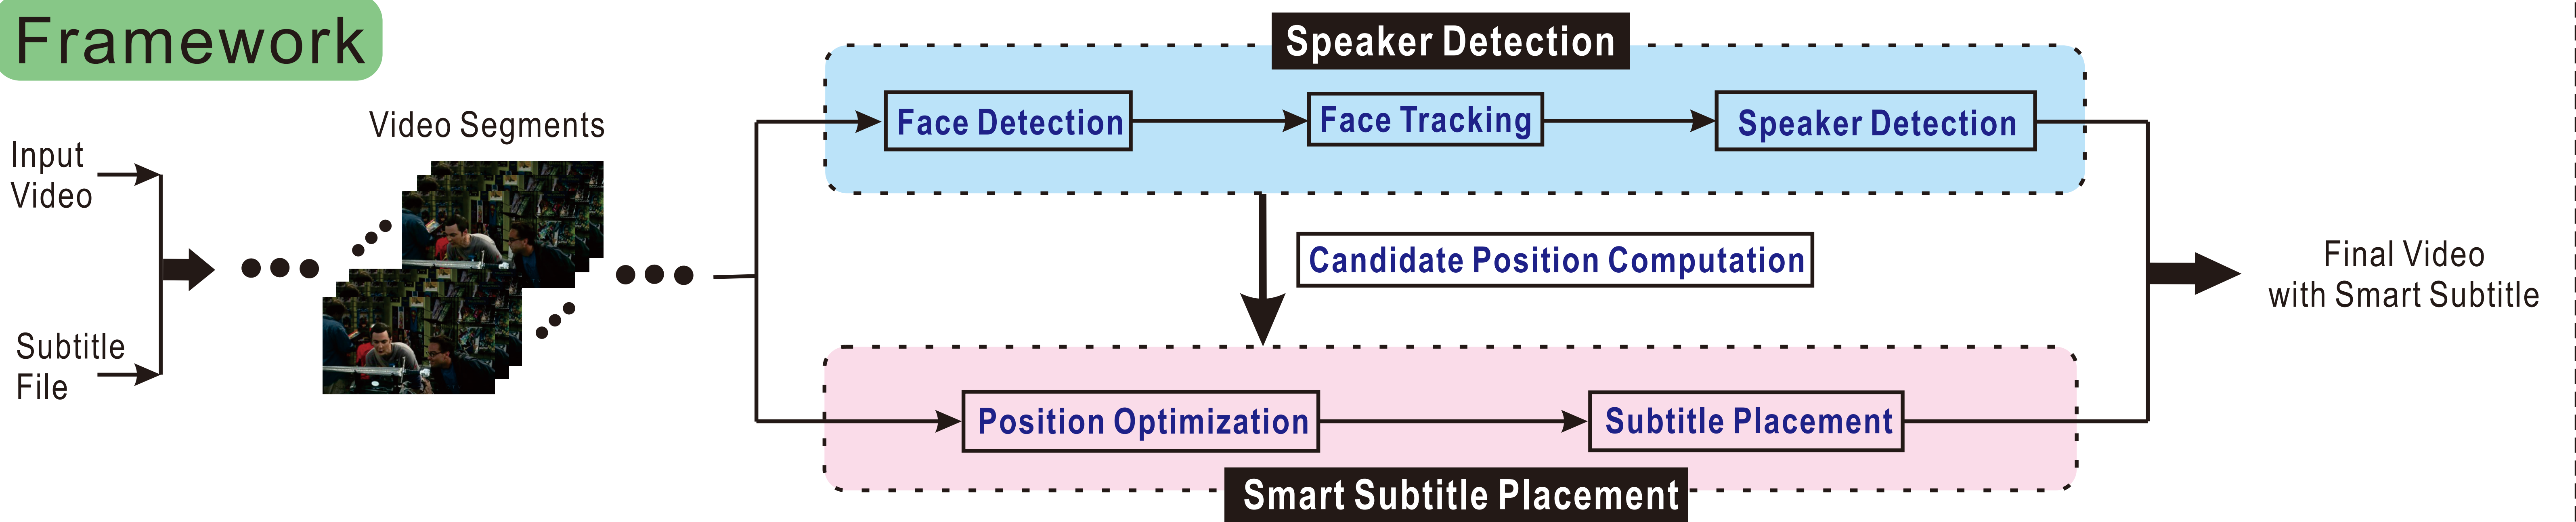 Framework
Input
Video
Subtitle
File
Video Segments
Speaker Detection
Face Detection
Face Tracking
Speaker Detection
Candidate Position Computation
Position Optimization
Subtitle Placement
Smart Subtitle Placement
Final Video
with Smart Subtitle